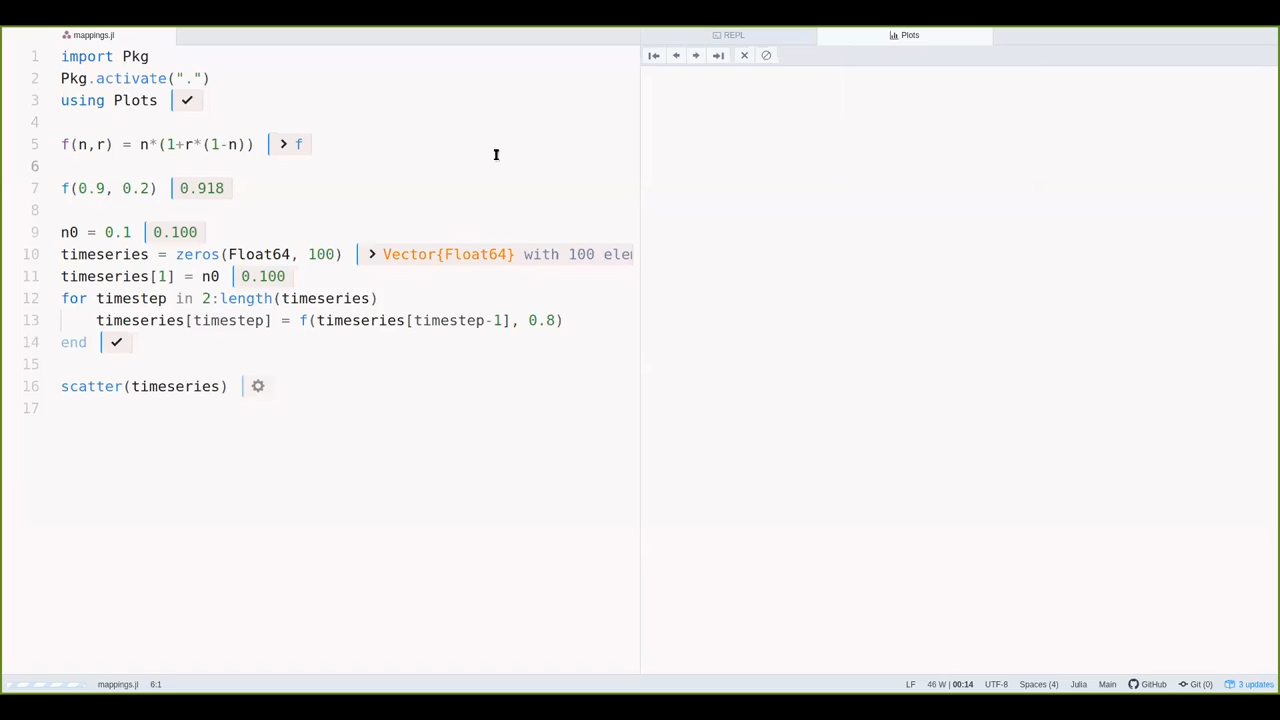 mappings.jl
REPL
Plots
1 import Pkg
2 Pkg.activate(".")
3 using Plots
4
5 f(n,r) = n*(1+r*(1-n)) f
6
7 f(0.9, 0.2) 0.918
8
9 n0 = 0.1 0.100
10 timeseries = zeros(Float64, 100) Vector{Float64} with 100 elem
11 timeseries[1] = n0 0.100
12 for timestep in 2:length(timeseries)
13 timeseries[timestep] = f(timeseries[timestep-1], 0.8)
14 end
15
16 scatter(timeseries)
17
mappings.jl 6:1 LF 46 W | 00:14 UTF-8 Spaces (4) Julia Main GitHub Git (0) 3 updates